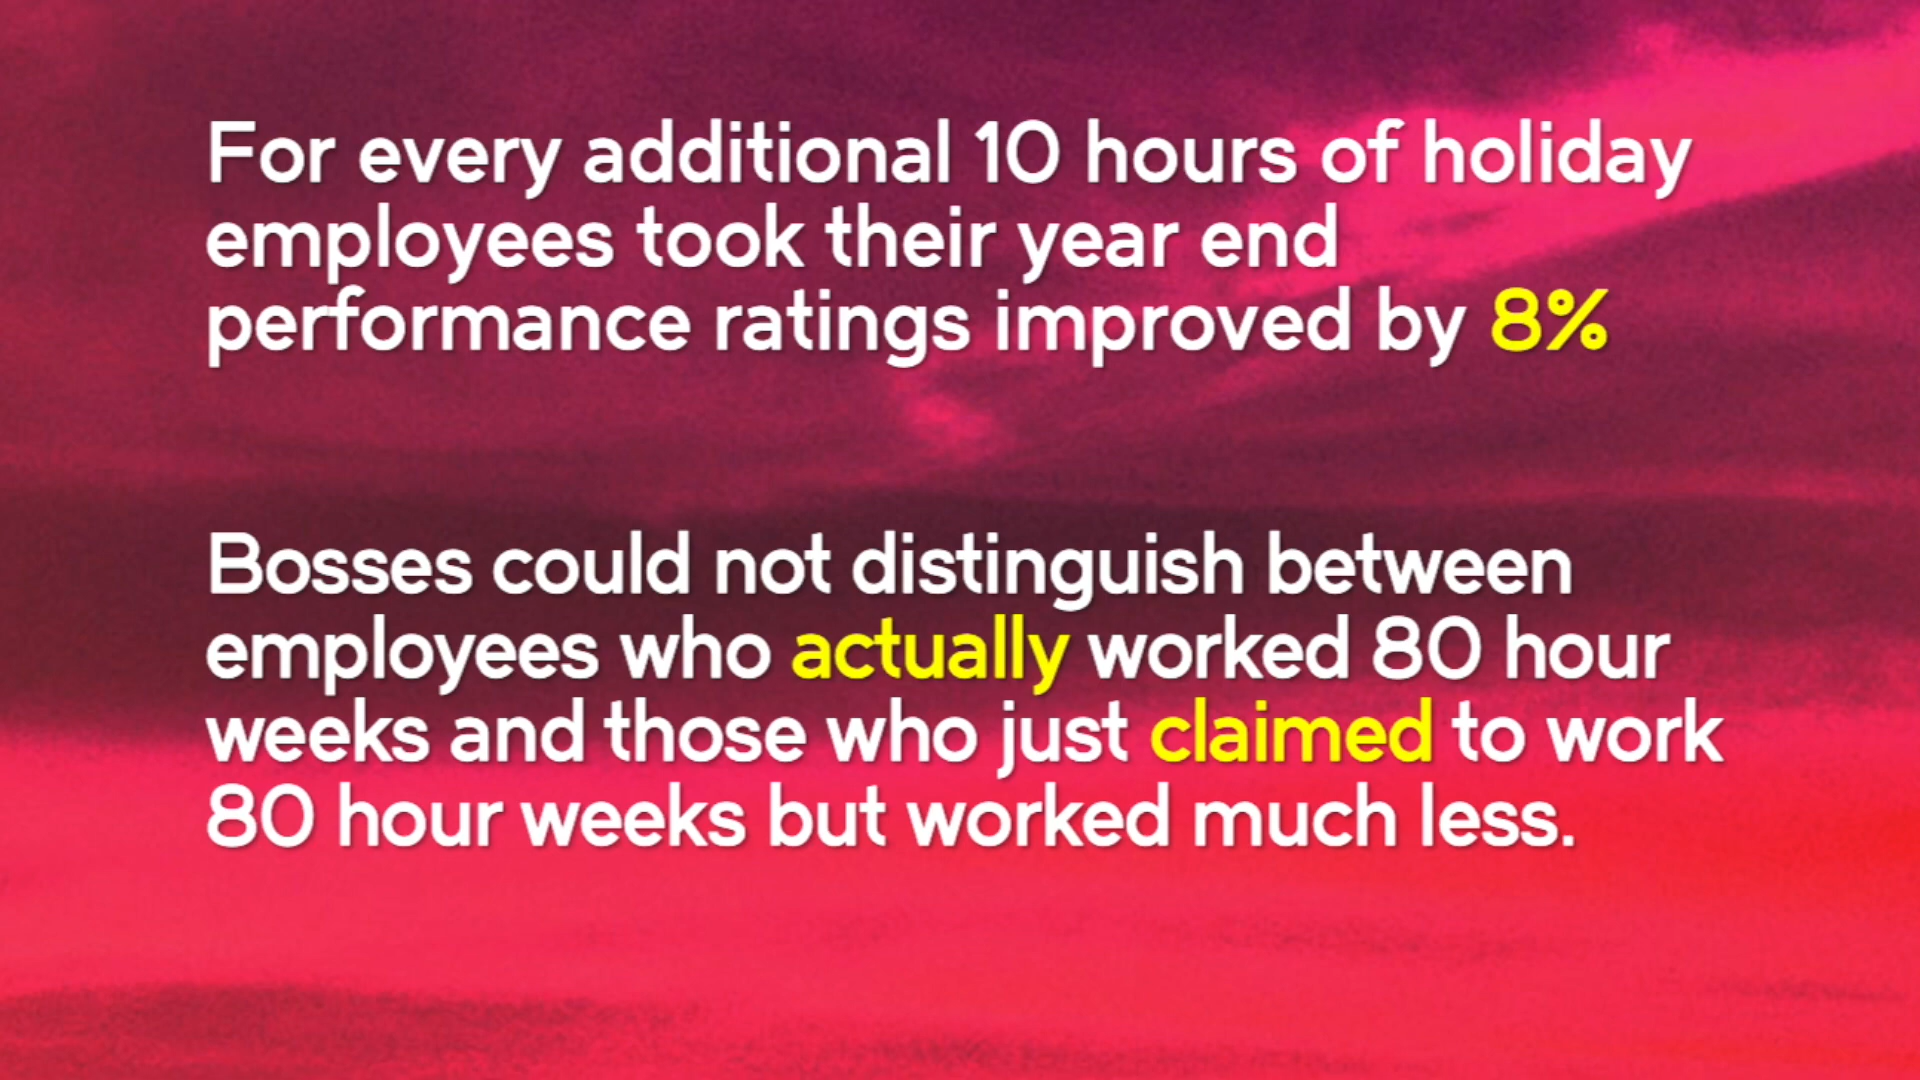 For every additional 10 hours of holiday
employees took their year end
performance ratings improved by 8%
Bosses could not distinguish between
employees who actually worked 80 hour
weeks and those who just claimed to work
80 hour weeks but worked much less.